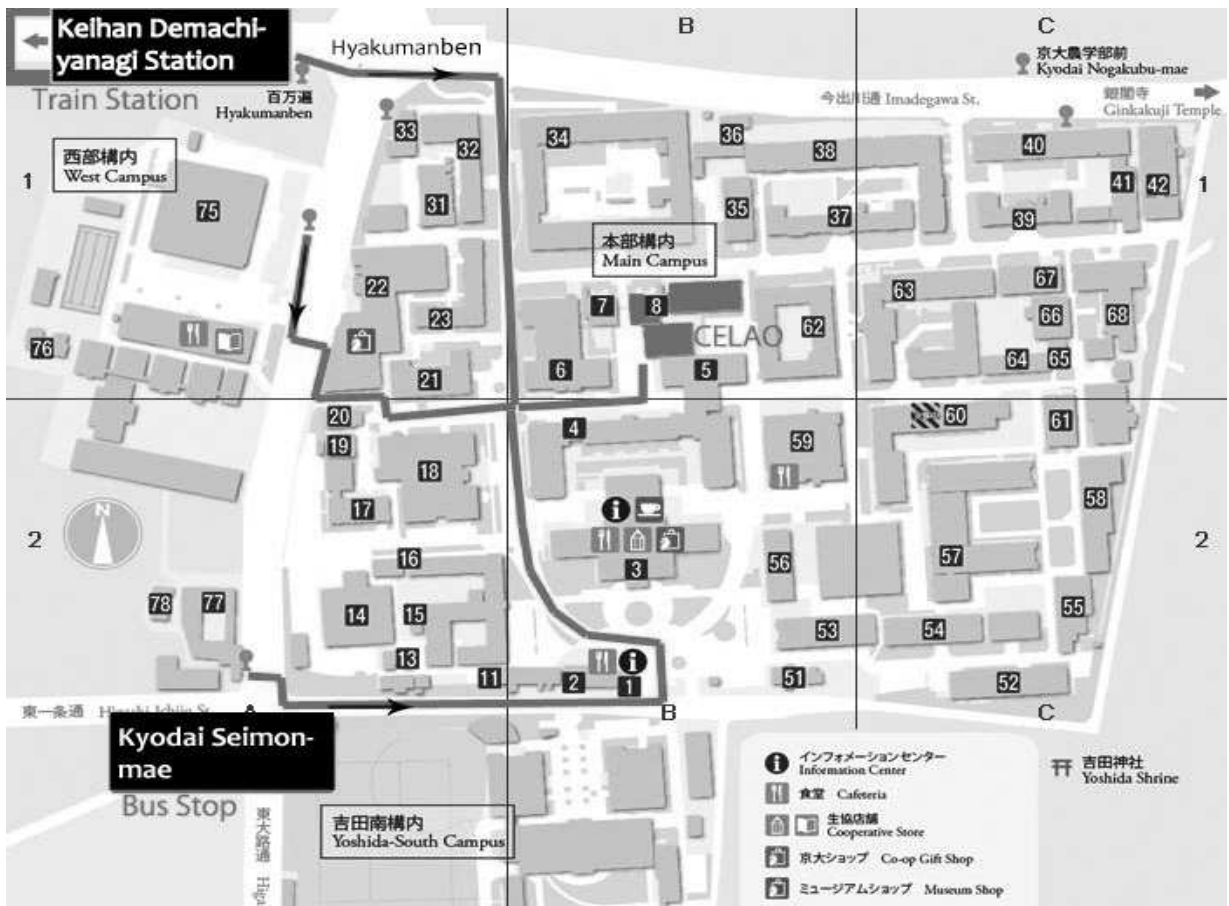 B
C
Keihan Demachi-
yanagi Station
Train Station
Hyakumanben
百万遍
Hyakumanben
京大農学部前
Kyodai Nogakubu-mae
今出川通 Imadegawa St.
銀閣寺
Ginkakuji Temple
1
西部構内
West Campus
75
33
32
31
34
36
38
35
37
40
41
42
39
1
本部構内
Main Campus
22
23
7
8
CELAO
62
63
67
66
68
64
65
76
21
6
5
20
19
18
17
4
59
60
61
58
2
N
16
3
56
57
2
78
77
14
15
13
11
2
1
53
54
55
51
52
東一条通
A
B
C
Kyodai Seimon-
mae
Bus Stop
東大路通
吉田南構内
Yoshida-South Campus
インフォメーションセンター
Information Center
食堂 Cafeteria
生協店舗
Cooperative Store
京大ショップ Co-op Gift Shop
ミュージアムショップ Museum Shop
吉田神社
Yoshida Shrine